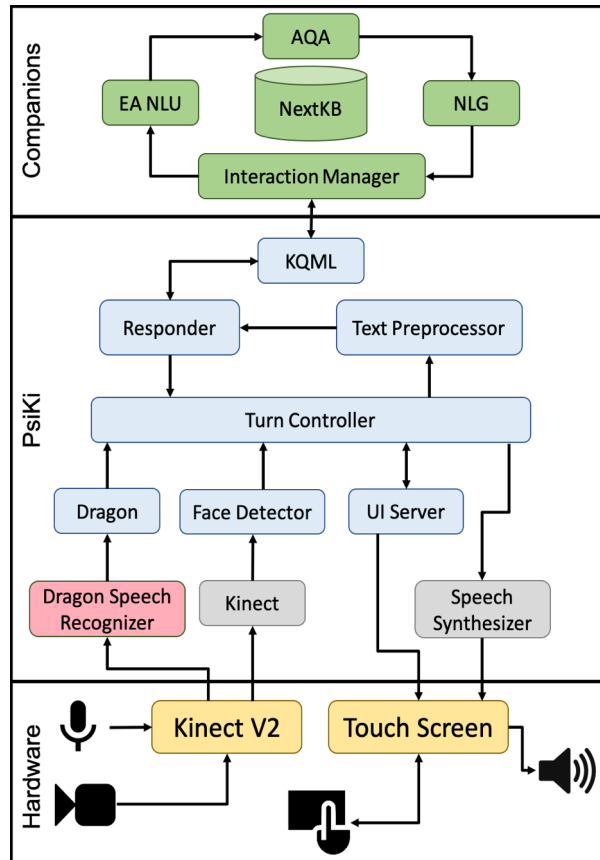 Companions
AQA
EA NLU
NextKB
NLG
Interaction Manager
PsiKi
KQML
Responder
Text Preprocessor
Turn Controller
Dragon
Face Detector
UI Server
Dragon Speech
Recognizer
Kinect
Speech
Synthesizer
Hardware
Kinect V2
Touch Screen